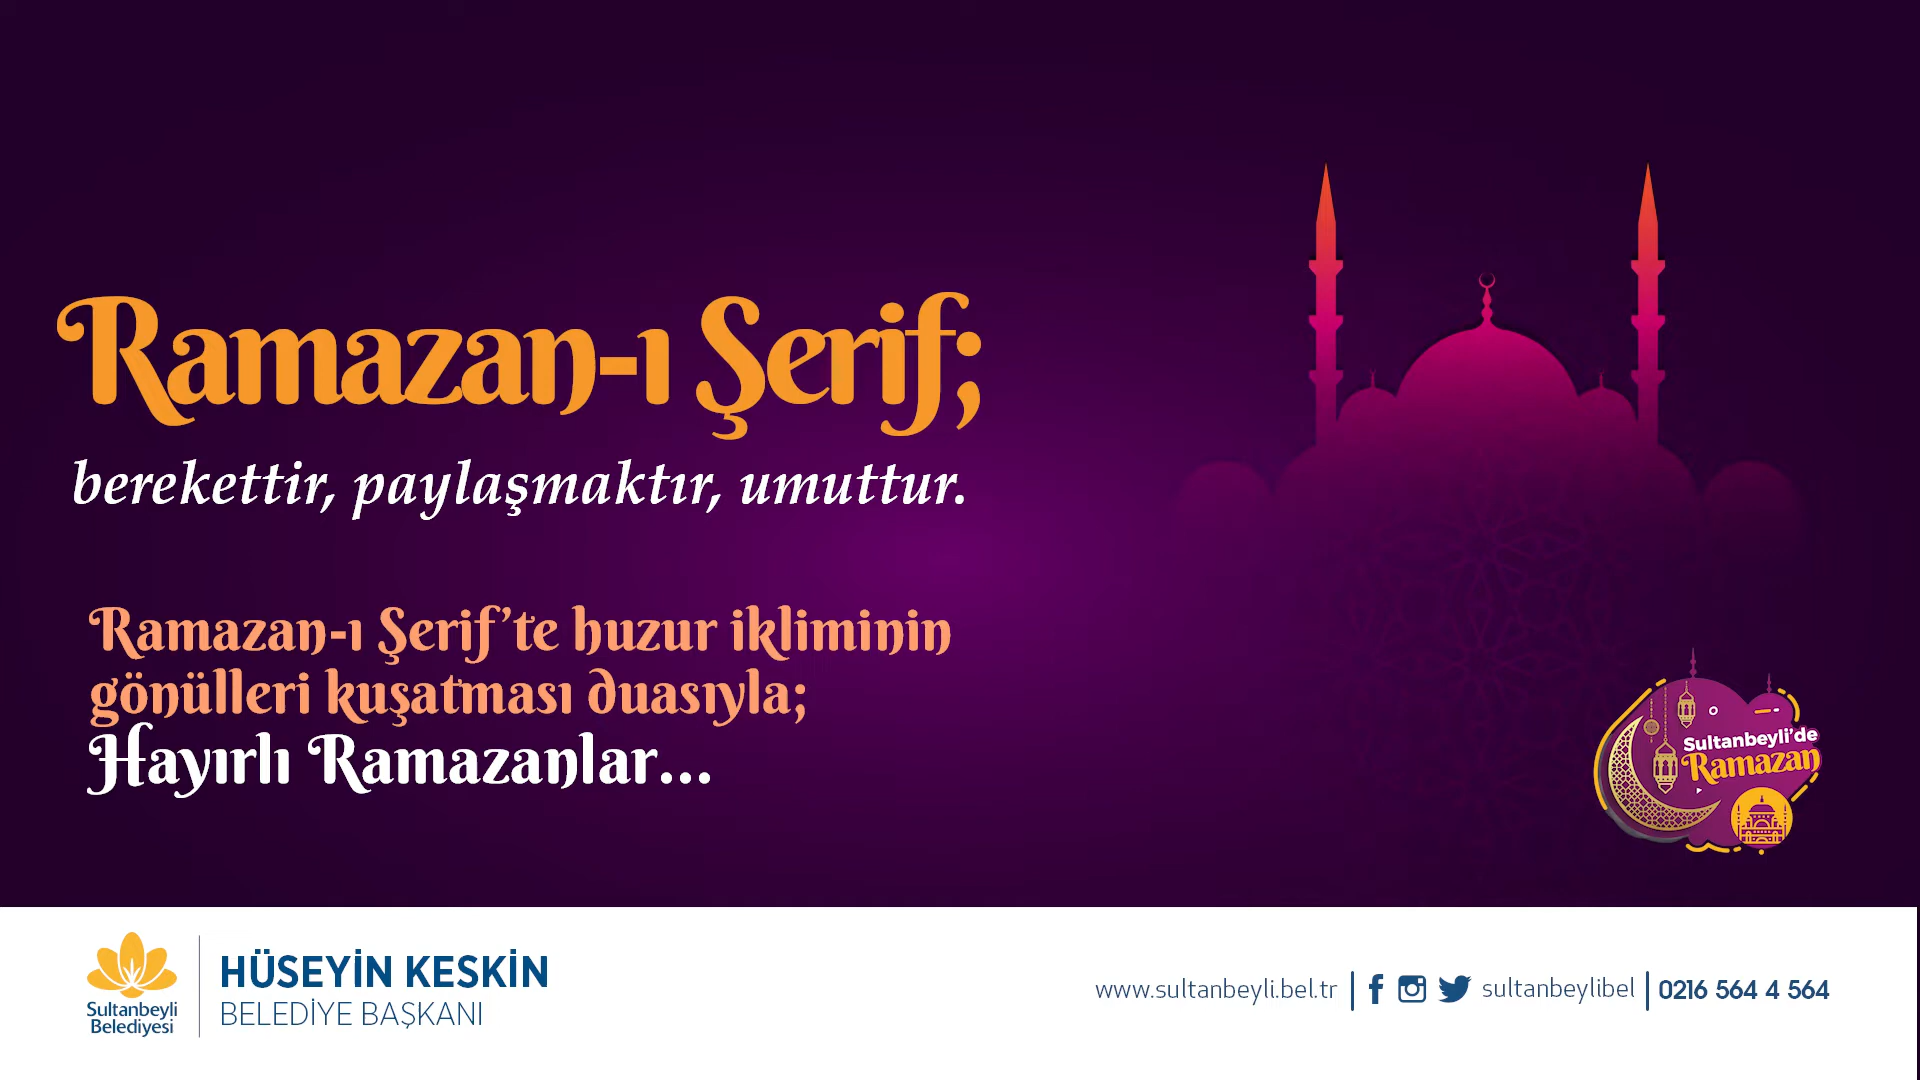 Ramazan-ı Şerif;
berekettir, paylaşmaktır, umuttur.
Ramazan-ı Şerif’te huzur ikliminin
gönülleri kuşatması duasıyla;
Hayırlı Ramazanlar...
Sultanbeyli’de
Ramazan
Sultanbeyli
Belediyesi
HÜSEYİN KESKİN
BELEDİYE BAŞKANI
www.sultanbeyli.bel.tr | sultanbeylibel | 0216 564 4 564